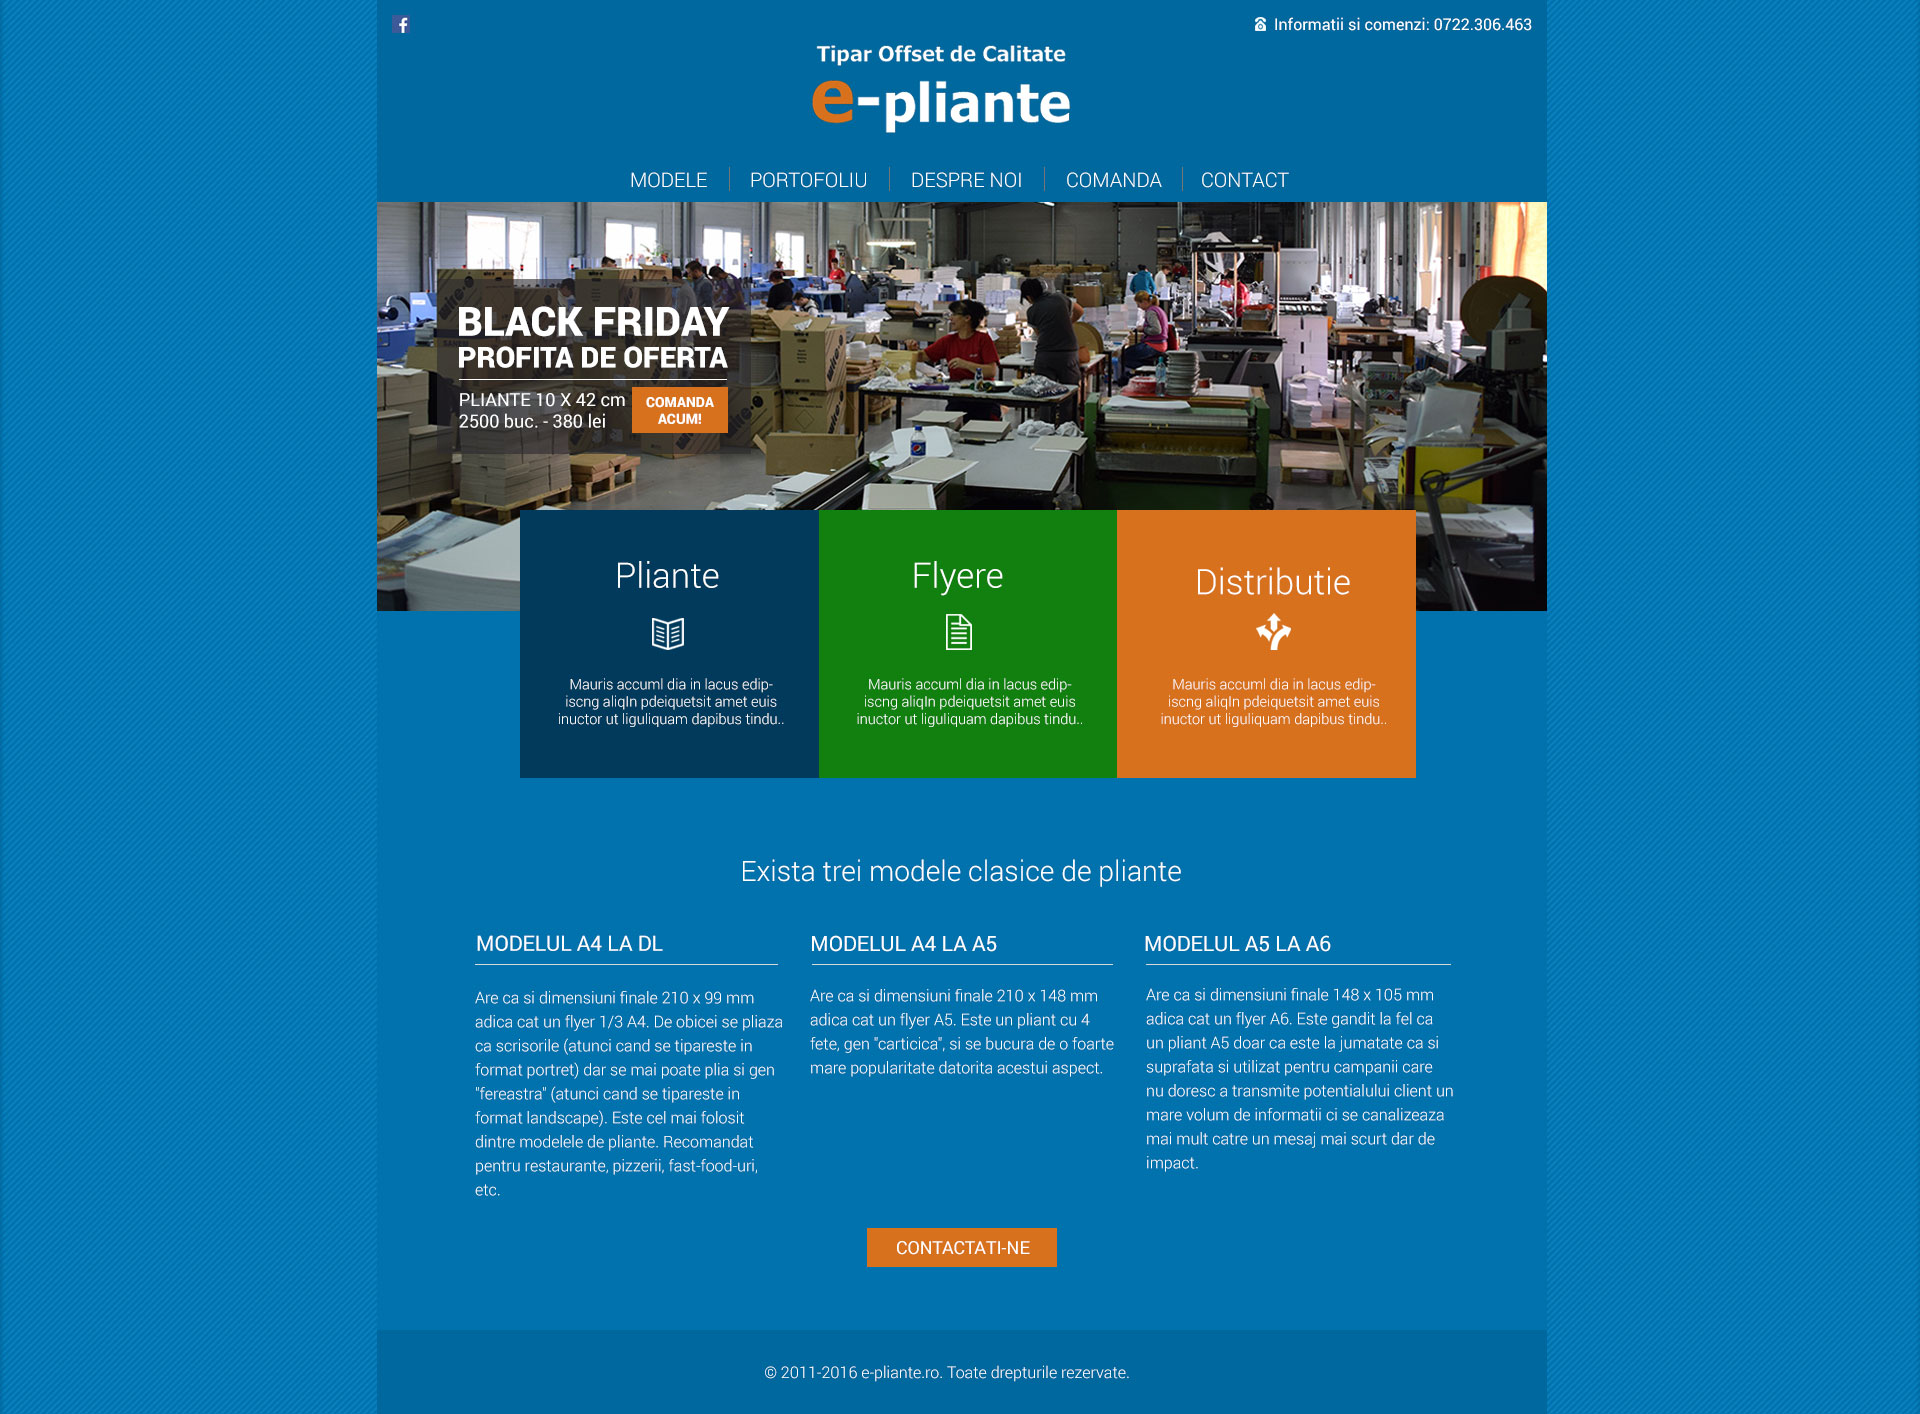 f
Informatii si comenzi: 0722.306.463
Tipar Offset de Calitate
e-pliante
MODELE
PORTOFOLIU
DESPRE NOI
COMANDA
CONTACT
BLACK FRIDAY
PROFITA DE OFERTA
PLIANTE 10 X 42 cm
2500 buc. - 380 lei
COMANDA
ACUM!
Pliante
Mauris accuml dia in lacus edip-
iscng aliqIn pdeiquetsit amet euis
inuctor ut liguliquam dapibus tindu..
Flyere
Mauris accuml dia in lacus edip-
iscng aliqIn pdeiquetsit amet euis
inuctor ut liguliquam dapibus tindu..
Distributie
Mauris accuml dia in lacus edip-
iscng aliqIn pdeiquetsit amet euis
inuctor ut liguliquam dapibus tindu..
Exista trei modele clasice de pliante
MODELUL A4 LA DL
Are ca si dimensiuni finale 210 x 99 mm
adica cat un flyer 1/3 A4. De obicei se pliaza
ca scrisorile (atunci cand se tipareste in
format portret) dar se mai poate plia si gen
"fereastra" (atunci cand se tipareste in
format landscape). Este cel mai folosit
dintre modelele de pliante. Recomandat
pentru restaurante, pizzerii, fast-food-uri,
etc.
MODELUL A4 LA A5
Are ca si dimensiuni finale 210 x 148 mm
adica cat un flyer A5. Este un pliant cu 4
fete, gen "carticica", si se bucura de o foarte
mare popularitate datorita acestui aspect.
MODELUL A5 LA A6
Are ca si dimensiuni finale 148 x 105 mm
adica cat un flyer A6. Este gandit la fel ca
un pliant A5 doar ca este la jumatate ca si
suprafata si utilizat pentru campanii care
nu doresc a transmite potentialului client un
mare volum de informatii ci se canalizeaza
mai mult catre un mesaj mai scurt dar de
impact.
CONTACTATI-NE
© 2011-2016 e-pliante.ro. Toate drepturile rezervate.